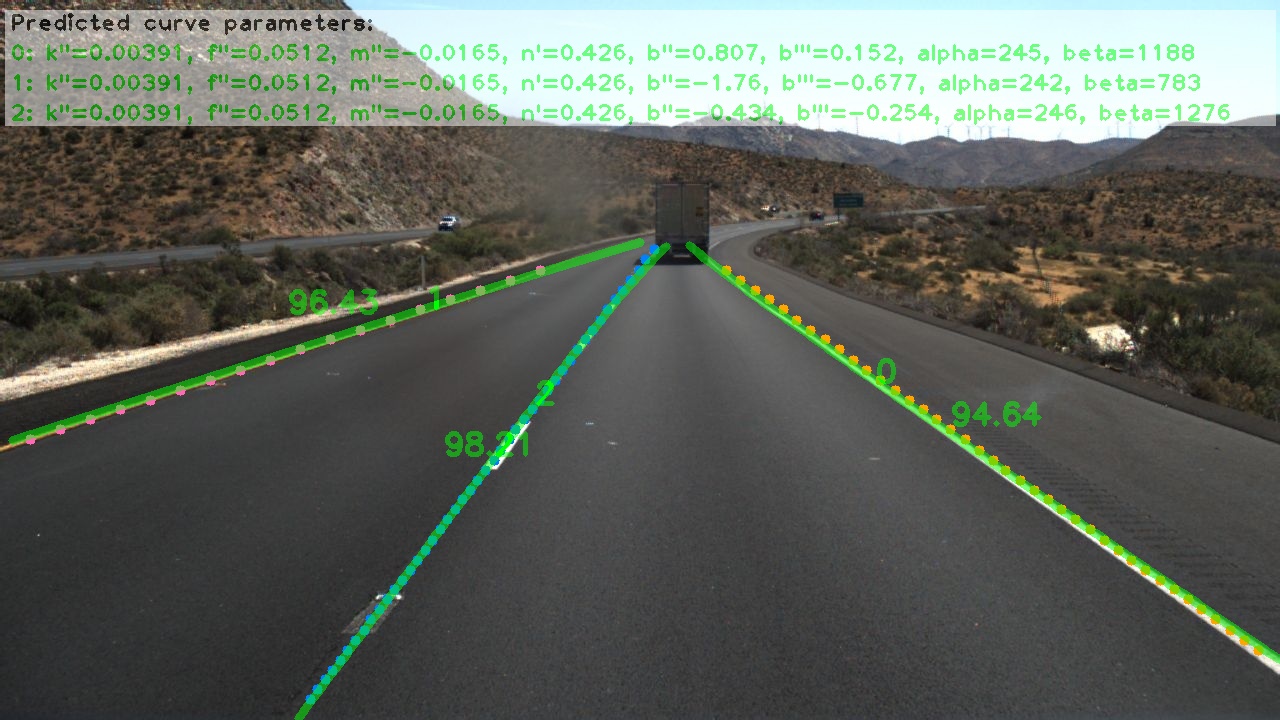 Predicted curve parameters:
0: k''=0.00391, f''=0.0512, m''=-0.0165, n'=0.426, b''=0.807, b'''=0.152, alpha=245, beta=1188
1: k''=0.00391, f''=0.0512, m''=-0.0165, n'=0.426, b''=-1.76, b'''=-0.677, alpha=242, beta=783
2: k''=0.00391, f''=0.0512, m''=-0.0165, n'=0.426, b''=-0.434, b'''=-0.254, alpha=246, beta=1276
96.43 1
0
2
94.64
98.21